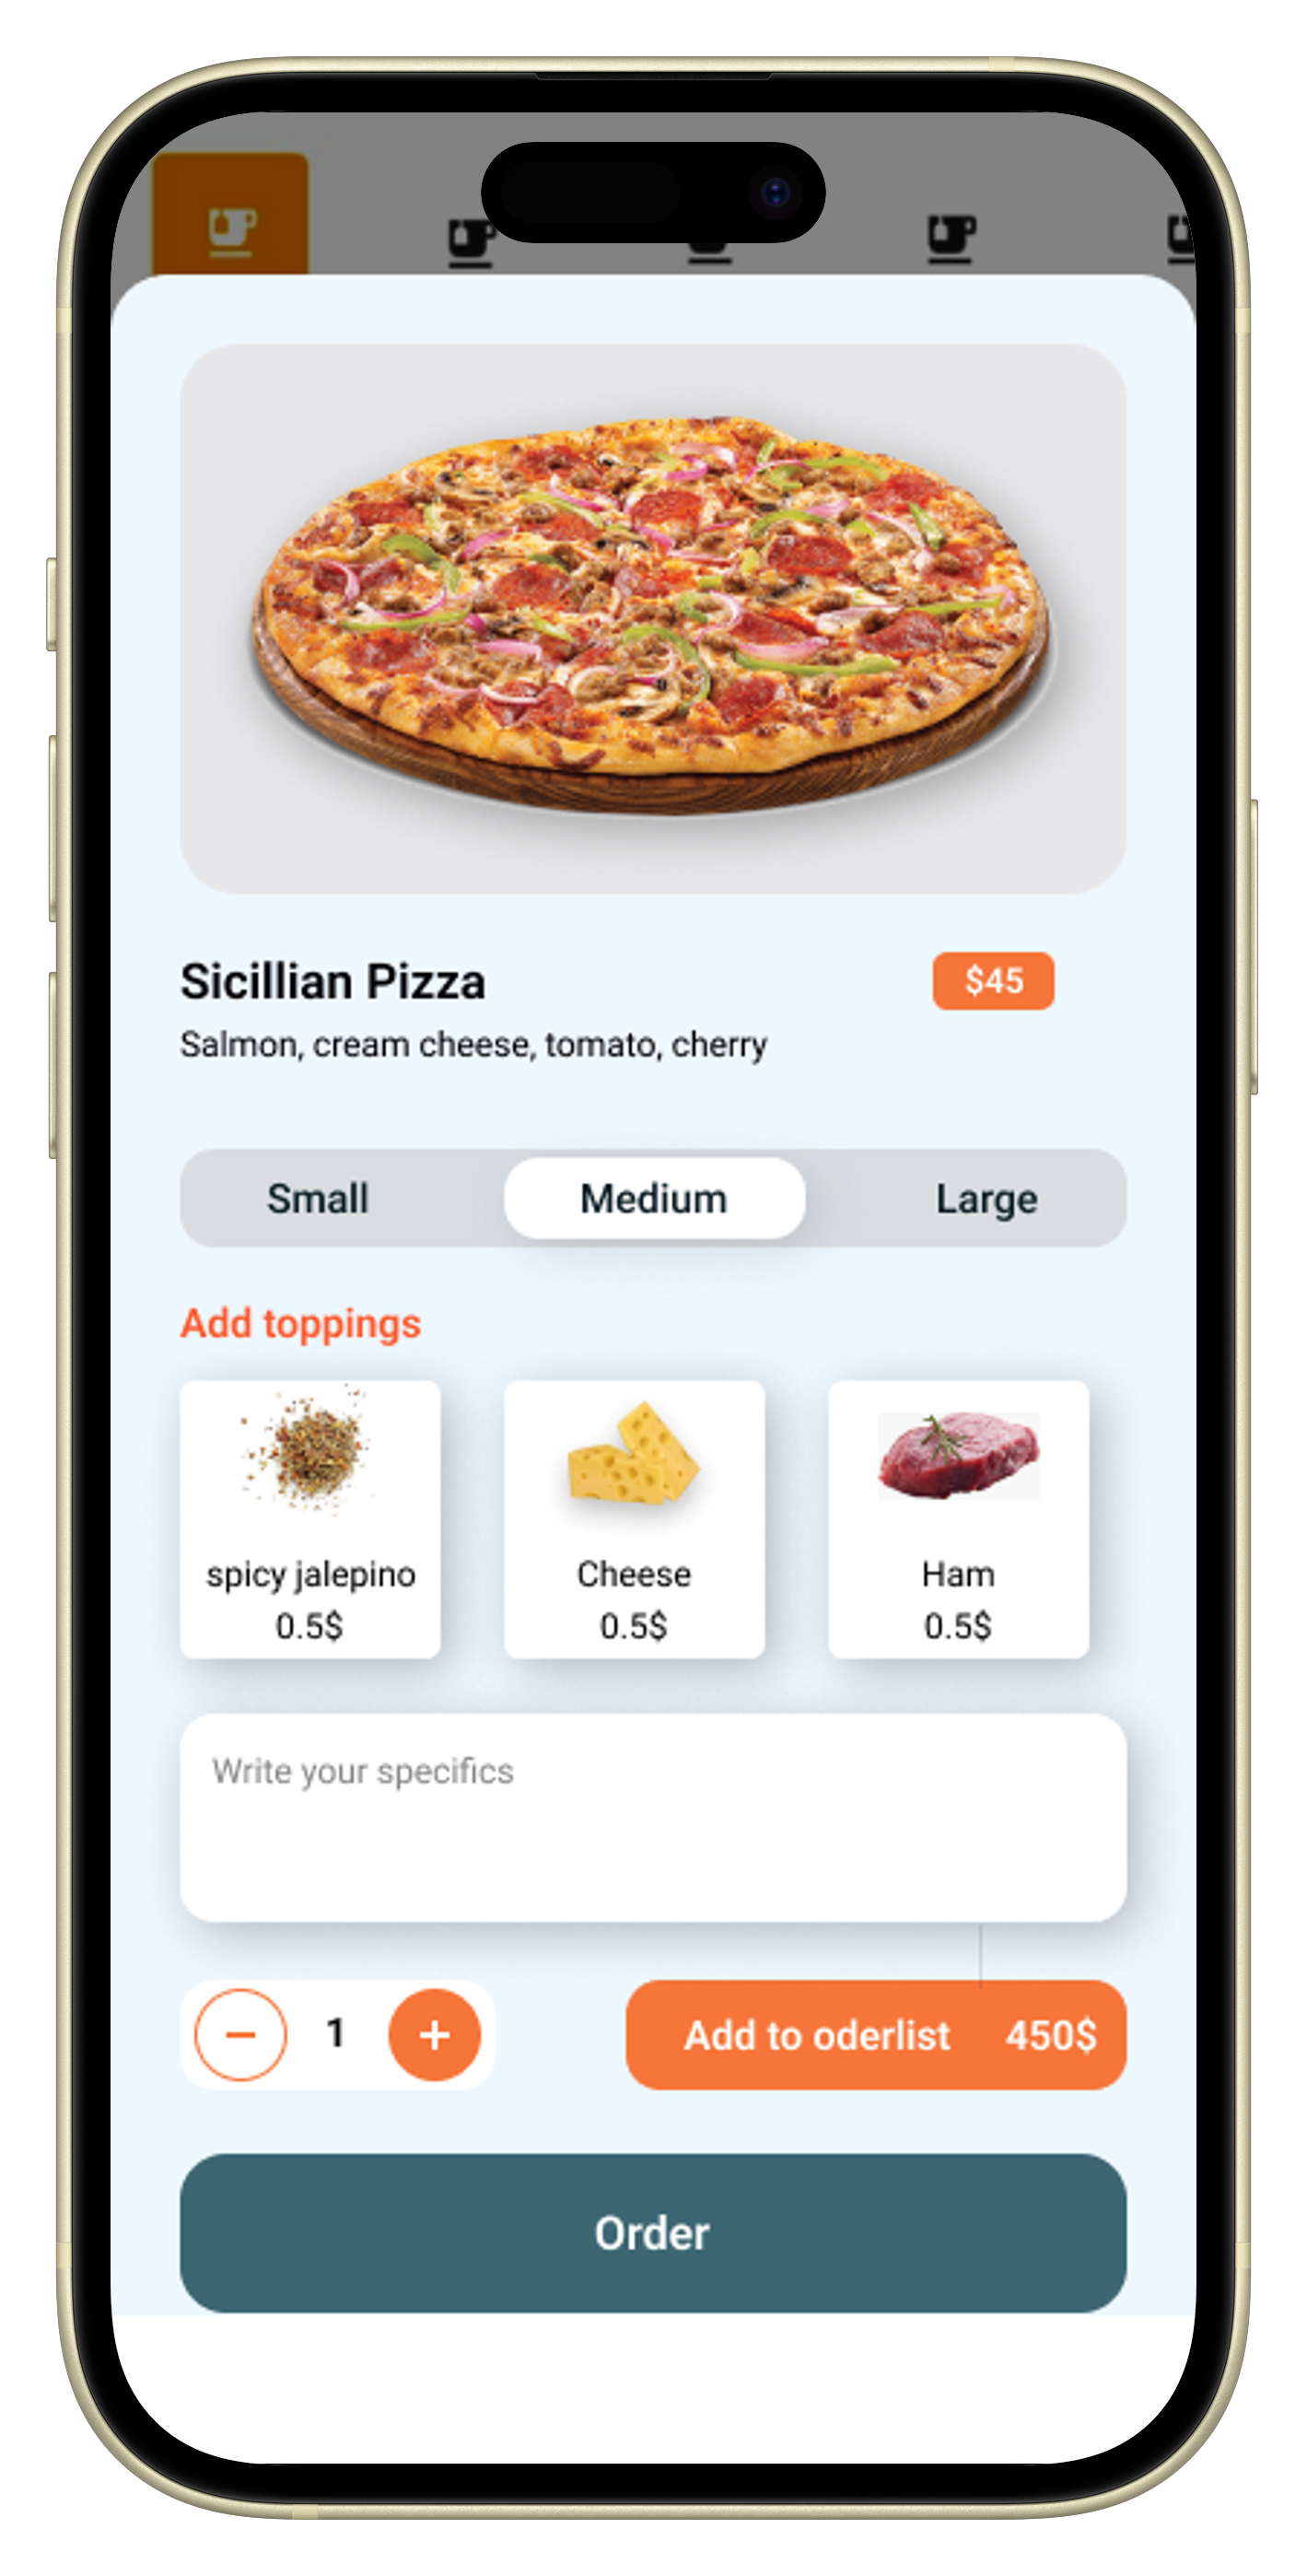 Sicillian Pizza
$45
Salmon, cream cheese, tomato, cherry
Small Medium Large
Add toppings
spicy jalepino
0.5$
Cheese
0.5$
Ham
0.5$
Write your specifics
1
Add to oderlist 450$
Order